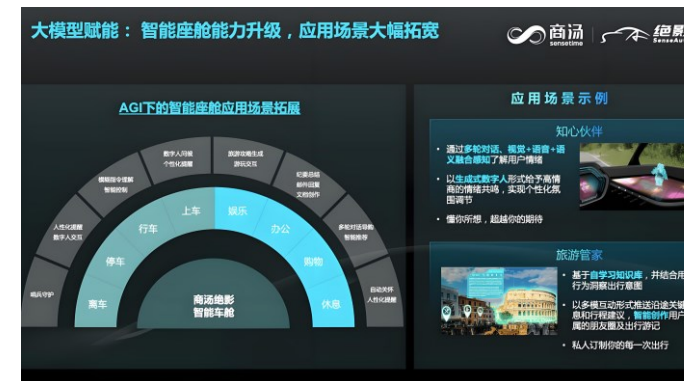 大模型赋能：智能座舱能力升级，应用场景大幅拓宽
商汤
sensetime
绝影
SenseAu
AGI下的智能座舱应用场景拓展
数字人问候
个性化提醒
旅游攻略生成
游玩交互
模糊指令理解
智能控制
纪要总结
邮件回复
文档创作
人性化提醒
数字人交互
多轮对话导购
智能推荐
哨兵守护
自动关怀
人性化提醒
离车
停车
行车
上车
娱乐
办公
购物
休息
商汤绝影
智能车舱
应用场景示例
知心伙伴
• 通过多轮对话、视觉+语音+语
义融合感知了解用户情绪
• 以生成式数字人形式给予高情
商的情绪共鸣，实现个性化氛
围调节
• 懂你所想，超越你的期待
旅游管家
• 基于自学习知识库，并结合用
行为洞察出行意图
• 以多模互动形式推送沿途关键
息和行程建议，智能创作用户
属的朋友圈及出行游记
• 私人订制你的每一次出行